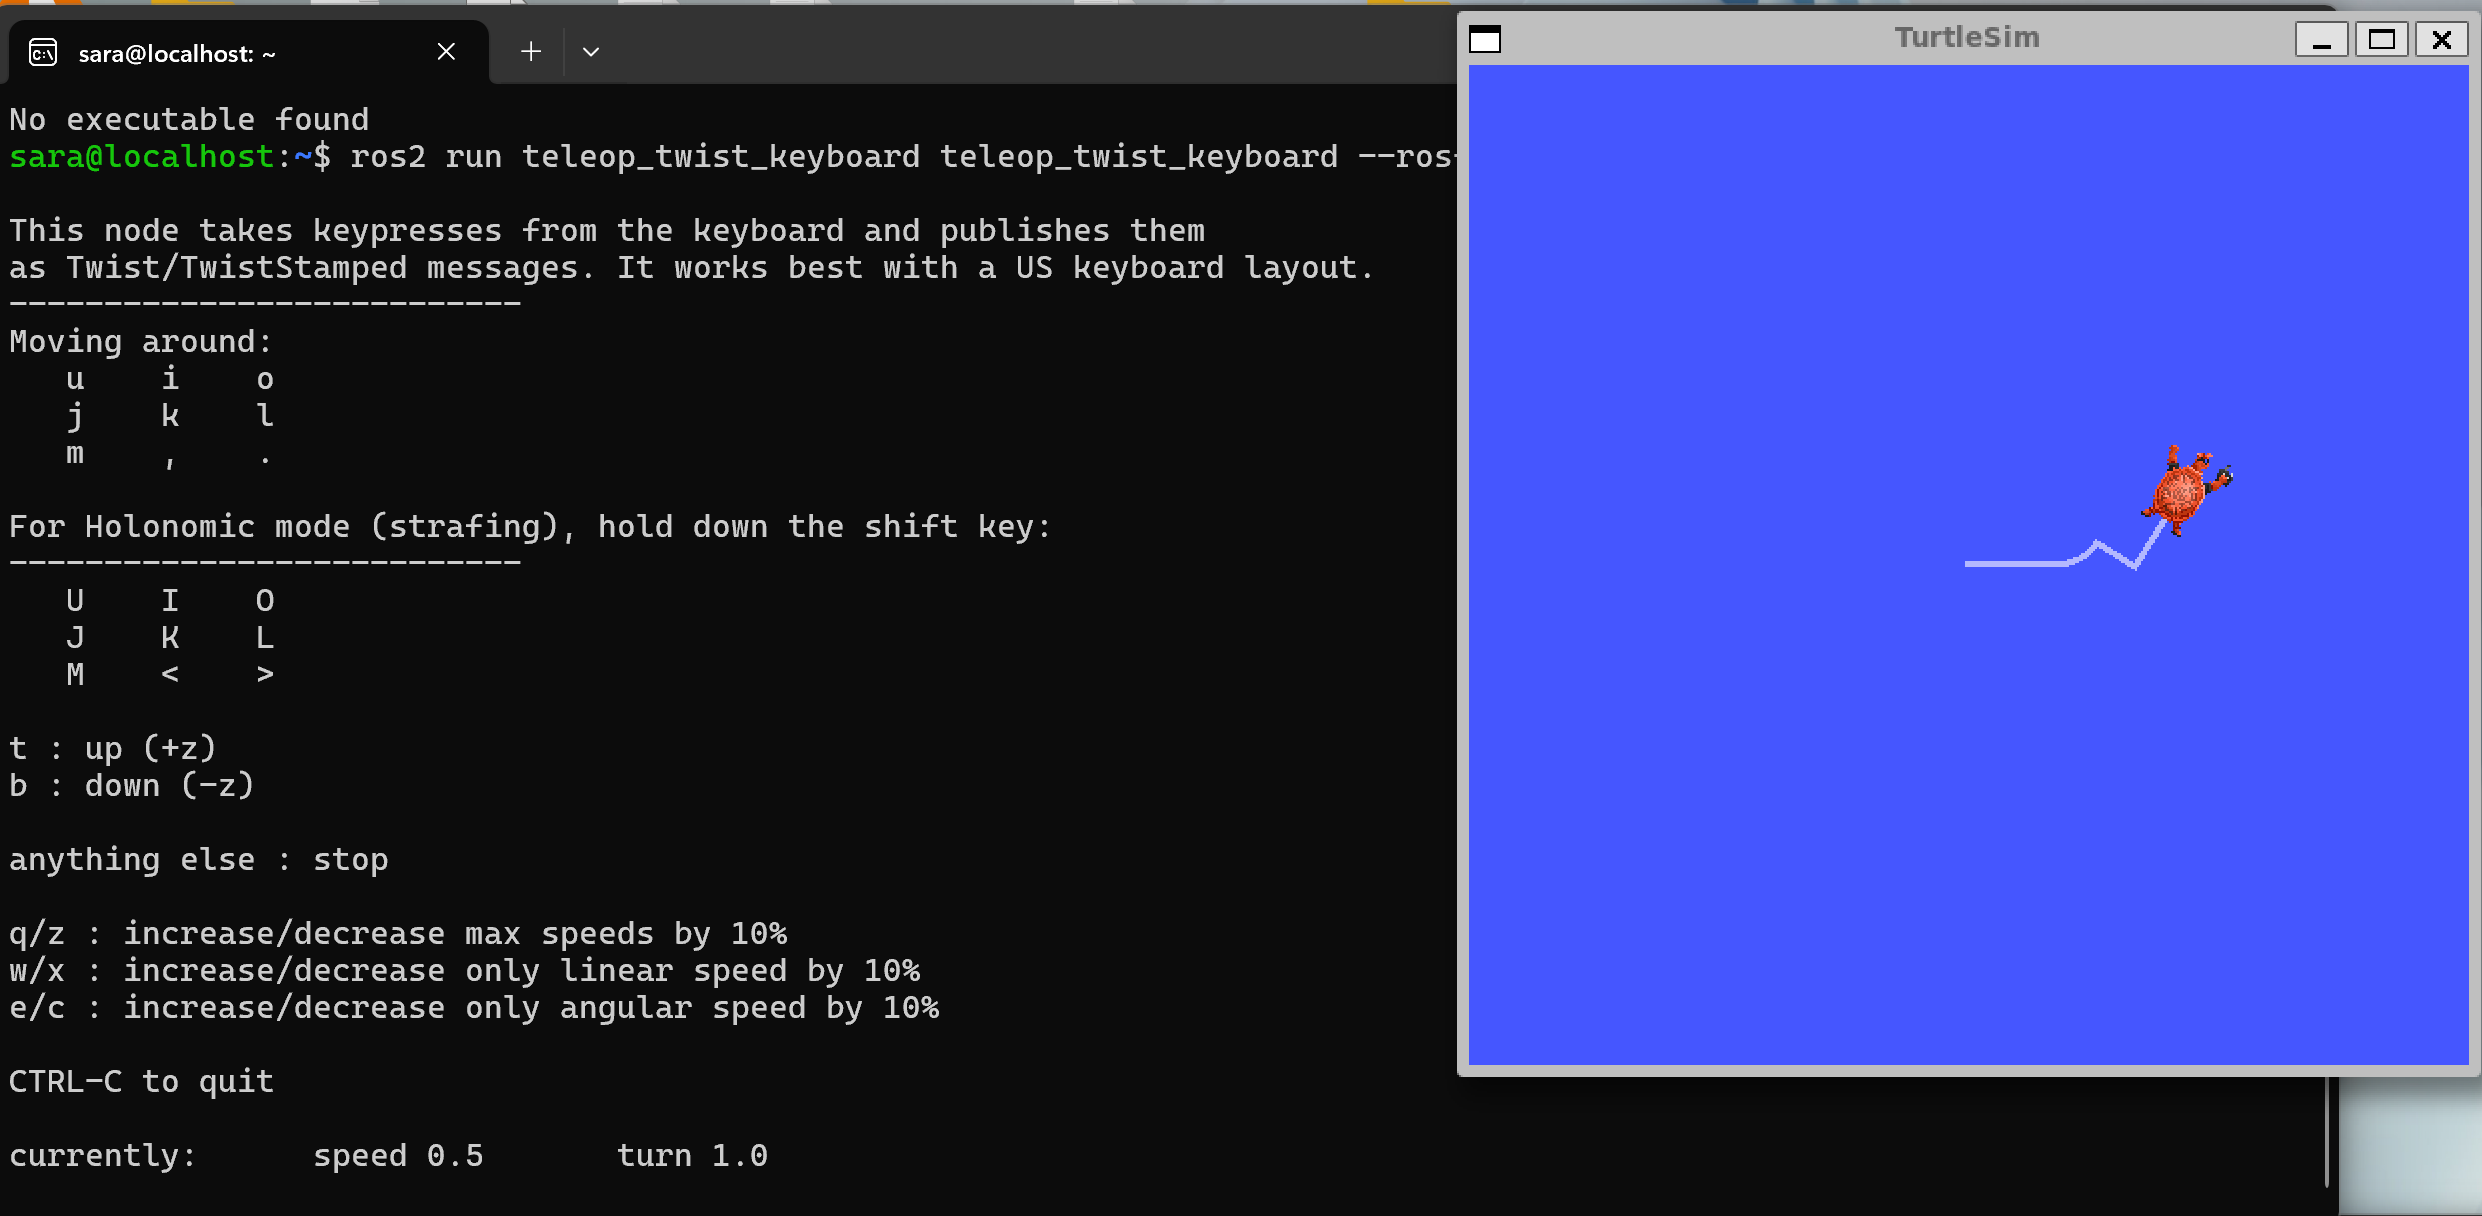 sara@localhost: ~
No executable found
sara@localhost:~$ ros2 run teleop_twist_keyboard teleop_twist_keyboard --ros
This node takes keypresses from the keyboard and publishes them
as Twist/TwistStamped messages. It works best with a US keyboard layout.
---------------------------
Moving around:
u i o
j k l
m , .
For Holonomic mode (strafing), hold down the shift key:
---------------------------
U I O
J K L
M < >
t : up (+z)
b : down (-z)
anything else : stop
q/z : increase/decrease max speeds by 10%
w/x : increase/decrease only linear speed by 10%
e/c : increase/decrease only angular speed by 10%
CTRL-C to quit
currently: speed 0.5 turn 1.0
TurtleSim